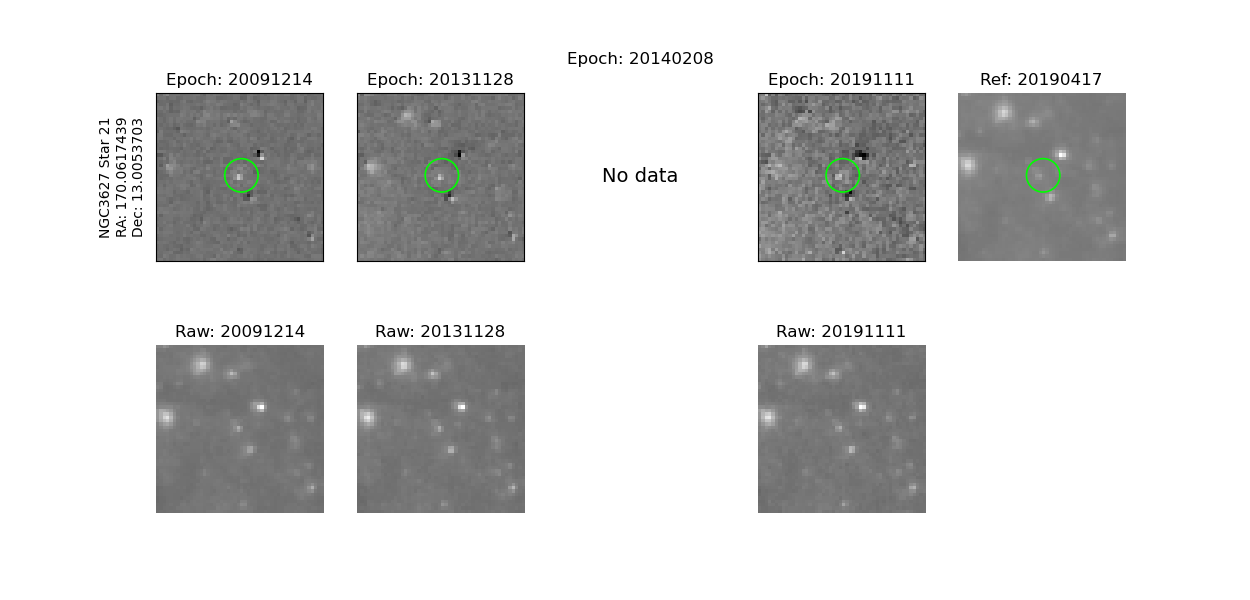 Epoch: 20140208
Epoch: 20091214
Epoch: 20131128
Epoch: 20191111
Ref: 20190417
NGC3627 Star 21
RA: 170.0617439
Dec: 13.0053703
No data
Raw: 20091214
Raw: 20131128
Raw: 20191111